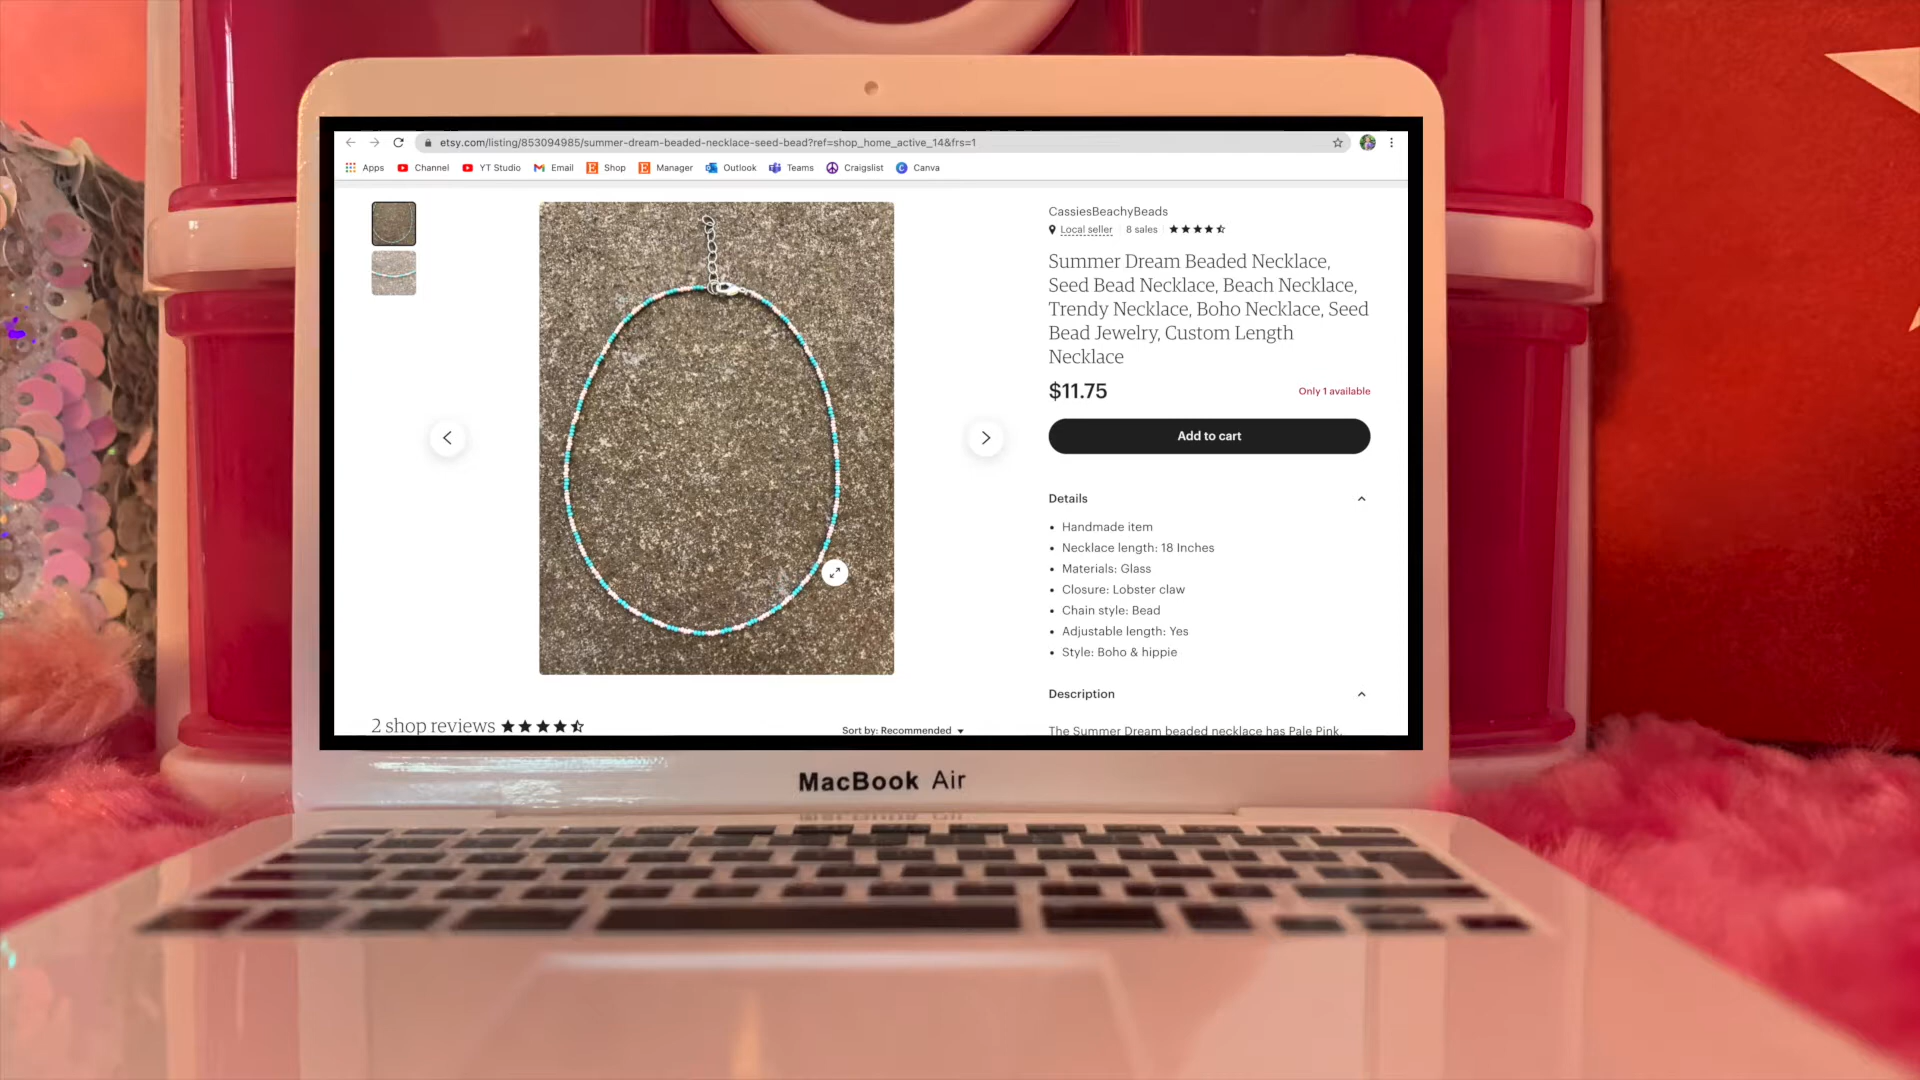 etsy.com/listing/853094985/summer-dream-beaded-necklace-seed-bead?ref=shop_home_active_14&frs=1
Apps Channel YT Studio Email Shop Manager Outlook Teams Craigslist Canva
CassiesBeachyBeads
Local seller 8 sales
Summer Dream Beaded Necklace,
Seed Bead Necklace, Beach Necklace,
Trendy Necklace, Boho Necklace, Seed
Bead Jewelry, Custom Length
Necklace
$11.75 Only 1 available
Add to cart
Details
Handmade item
Necklace length: 18 Inches
Materials: Glass
Closure: Lobster claw
Chain style: Bead
Adjustable length: Yes
Style: Boho & hippie
Description
The Summer Dream beaded necklace has Pale Pink,
2 shop reviews
Sort by: Recommended
MacBook Air